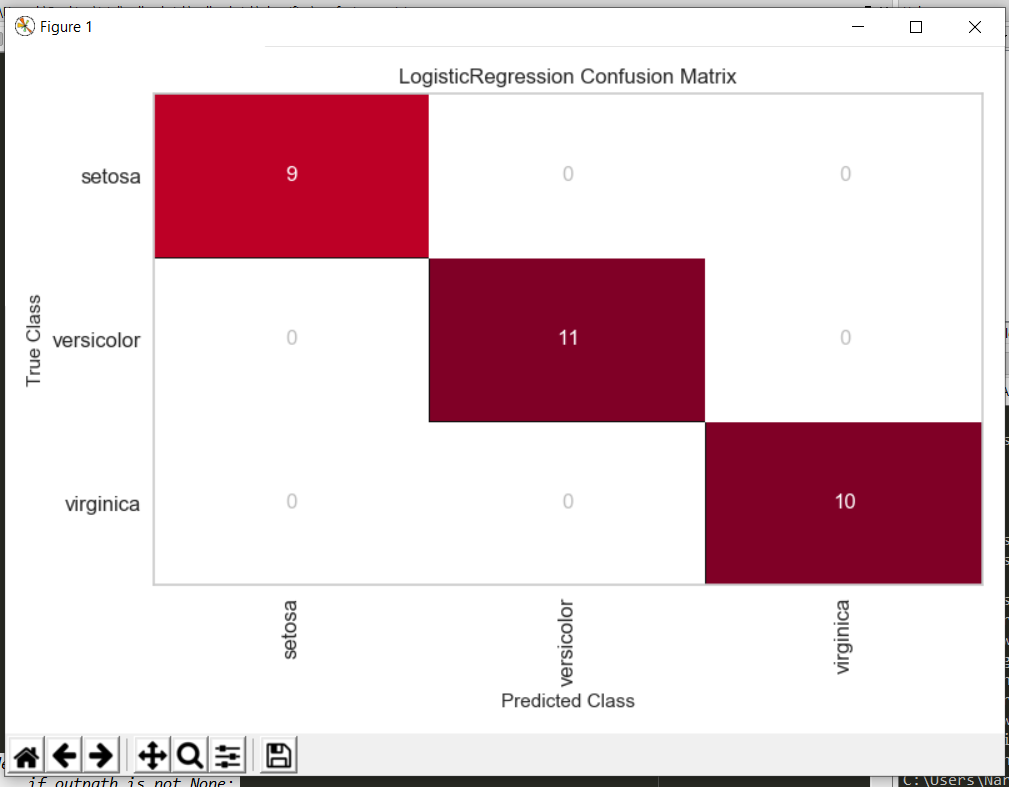 Figure 1
LogisticRegression Confusion Matrix
setosa
9
0
0
True Class
versicolor
0
11
0
virginica
0
0
10
setosa
versicolor
virginica
Predicted Class
if outpath is not None:
C:\Users\Nar